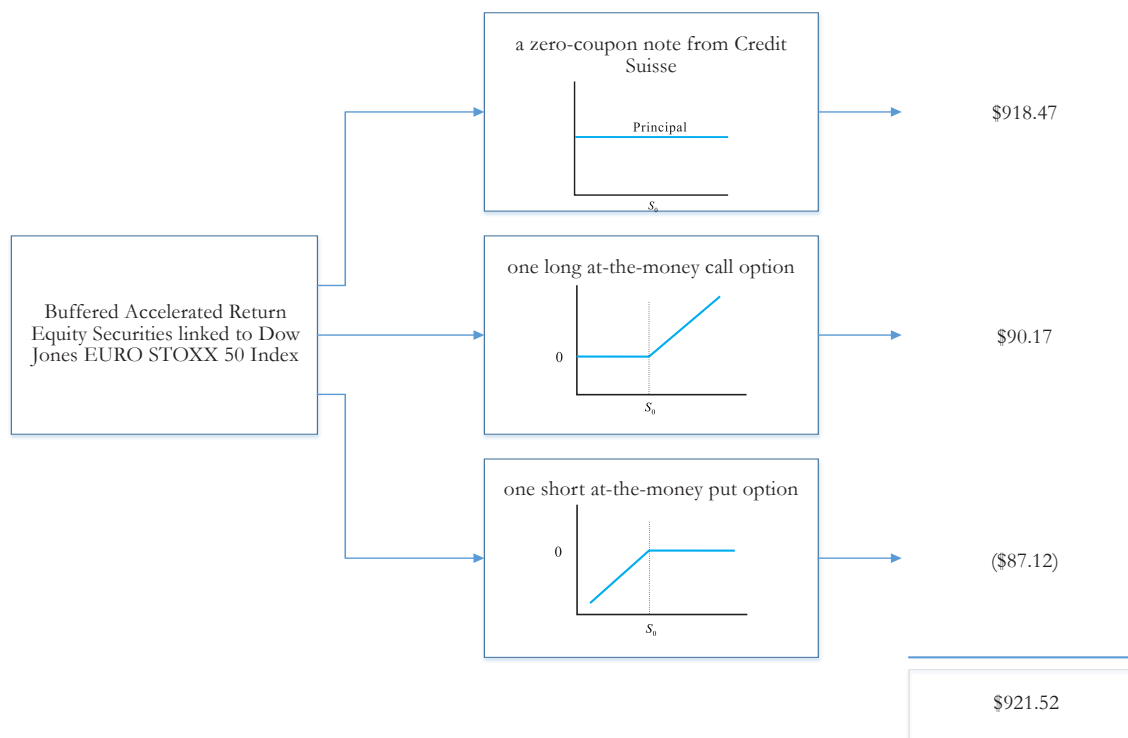 a zero-coupon note from Credit
Suisse
Principal
S₀
$918.47
Buffered Accelerated Return
Equity Securities linked to Dow
Jones EURO STOXX 50 Index
one long at-the-money call option
0
S₀
$90.17
one short at-the-money put option
0
S₀
($87.12)
$921.52